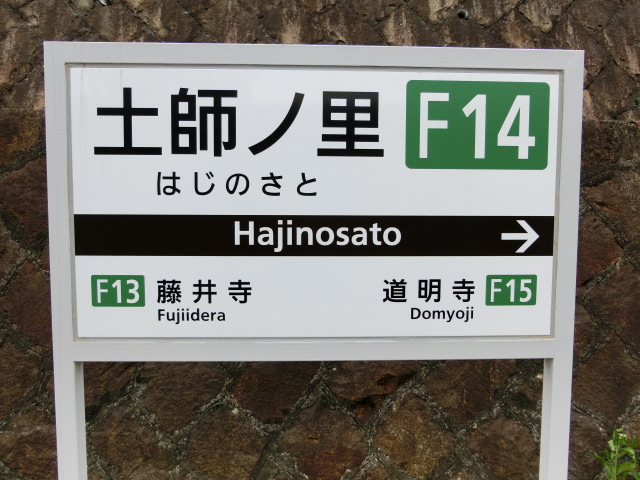 土師ノ里 F14
はじのさと
Hajinosato →
F13 藤井寺 道明寺 F15
Fujiidera Domyoji